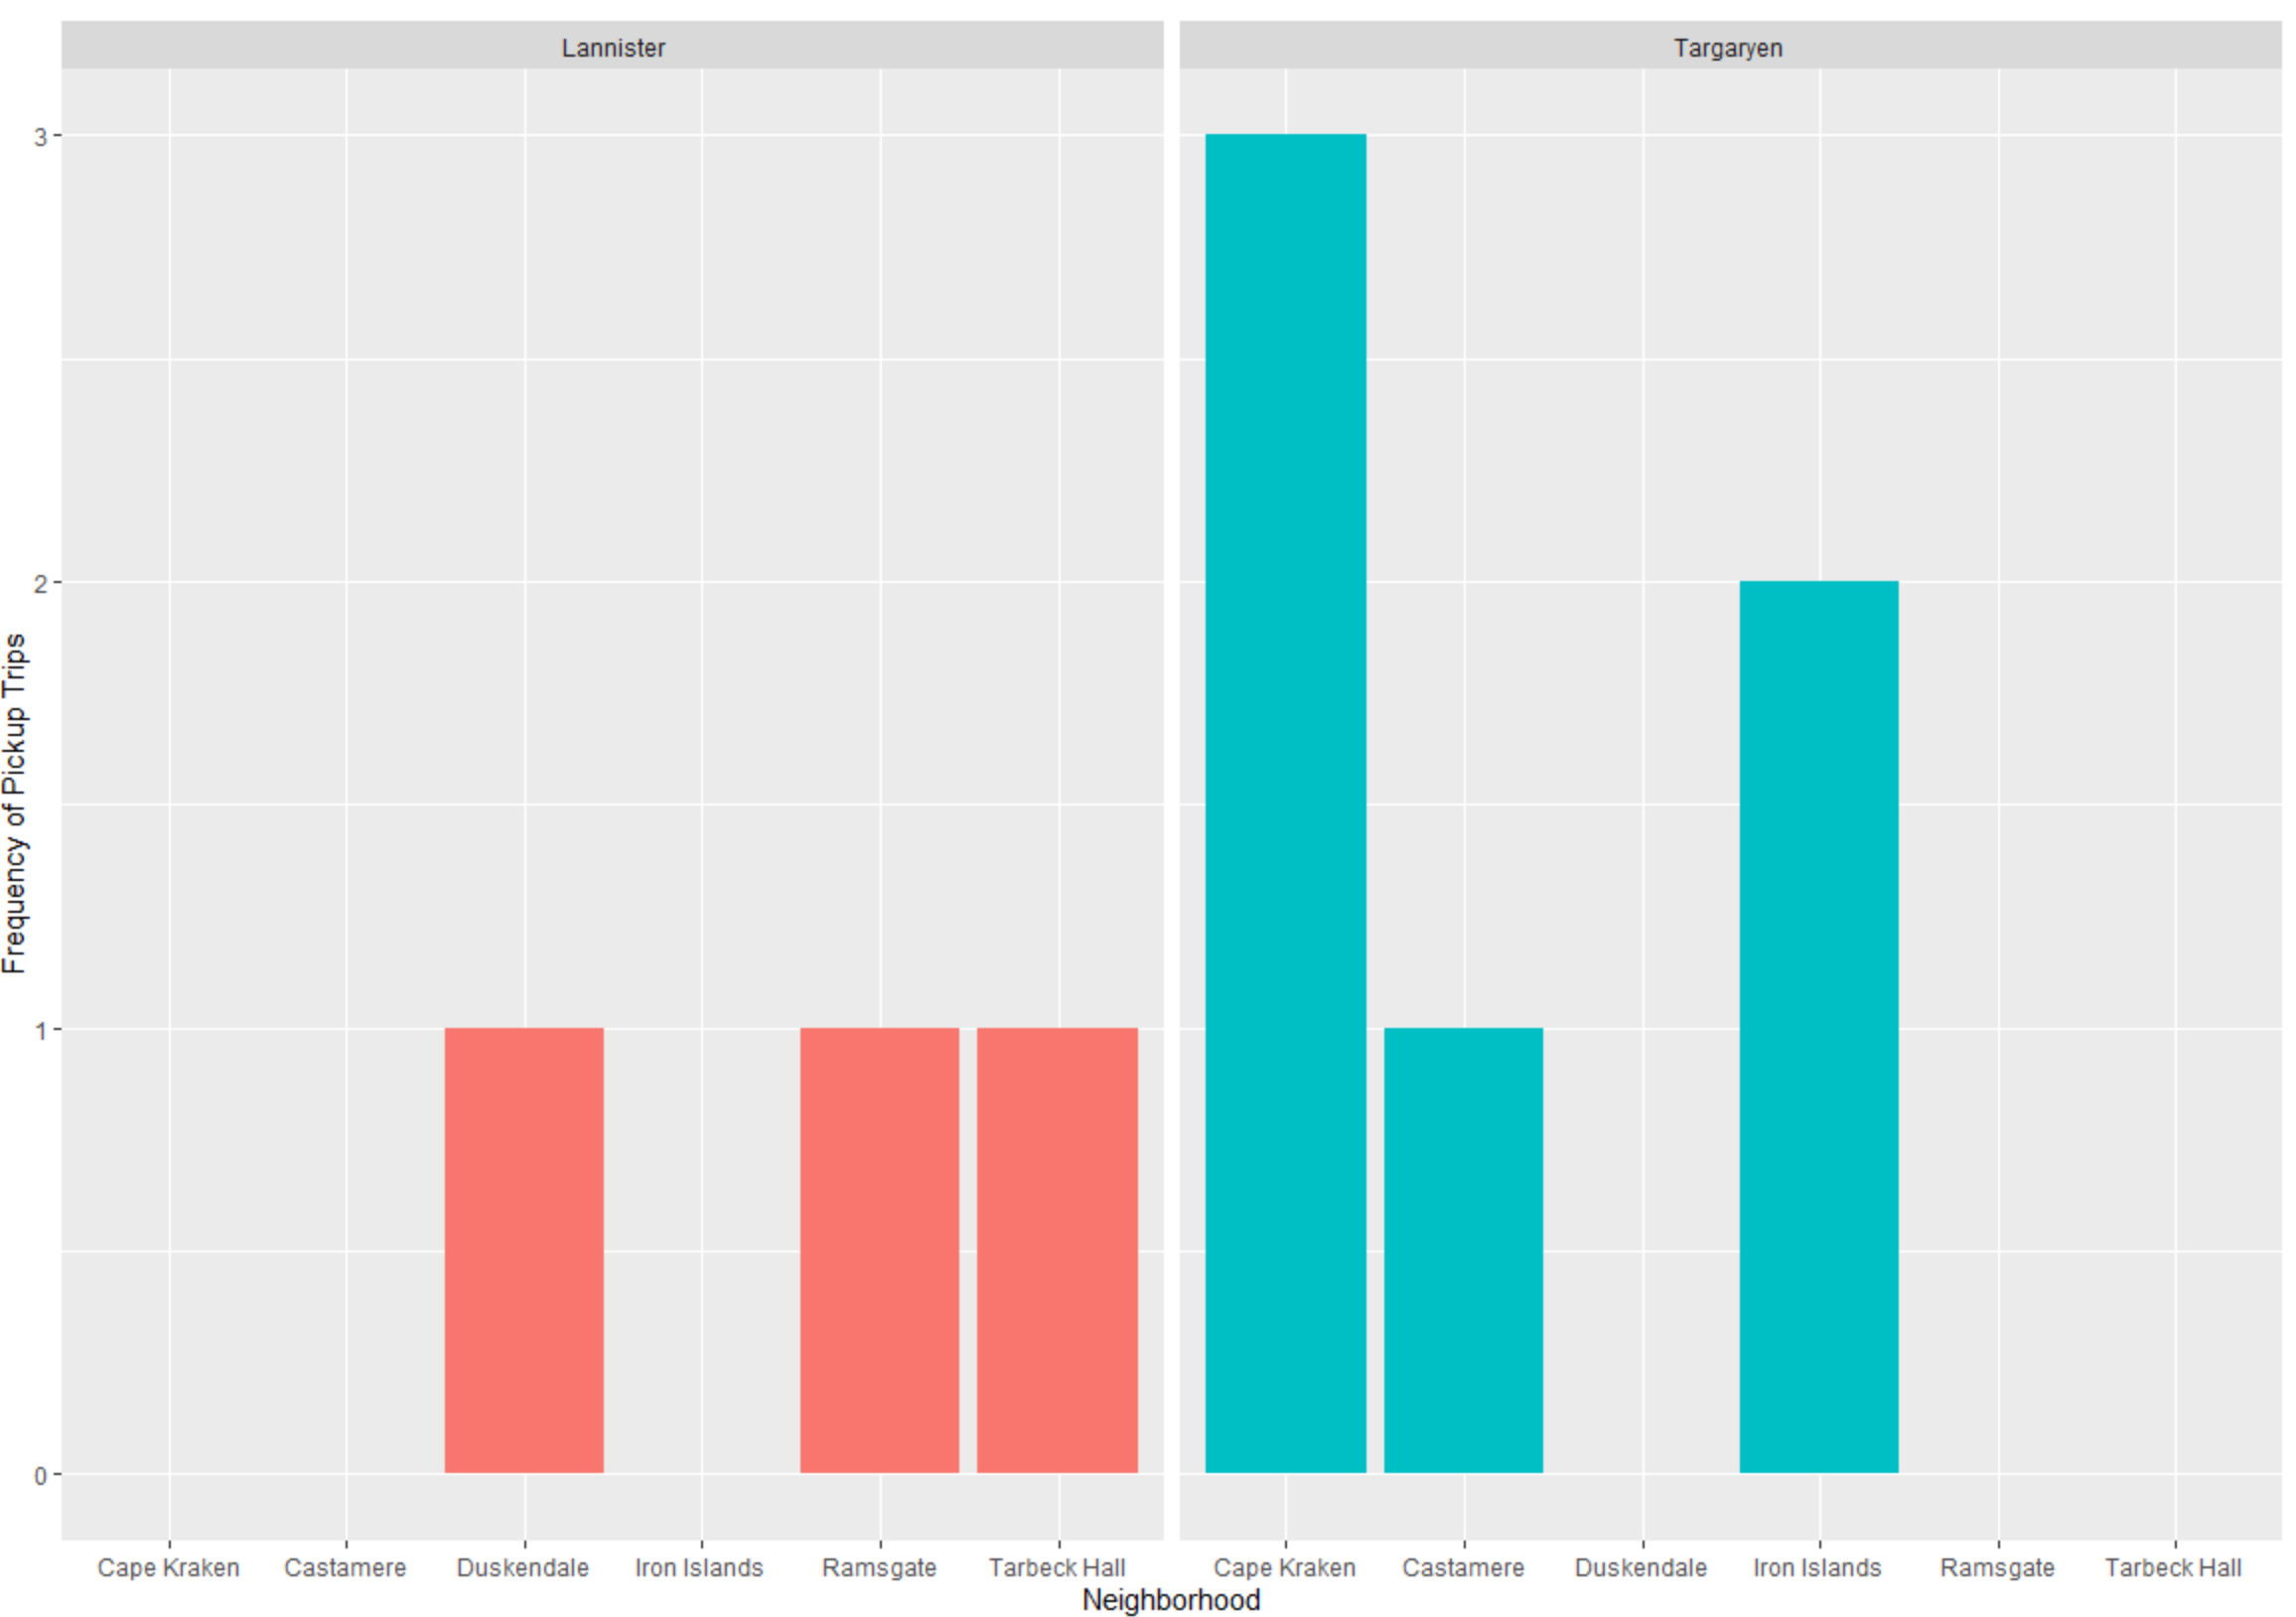 Lannister
Targaryen
3
2
1
0
Frequency of Pickup Trips
Cape Kraken Castamere Duskendale Iron Islands Ramsgate Tarbeck Hall
Cape Kraken Castamere Duskendale Iron Islands Ramsgate Tarbeck Hall
Neighborhood